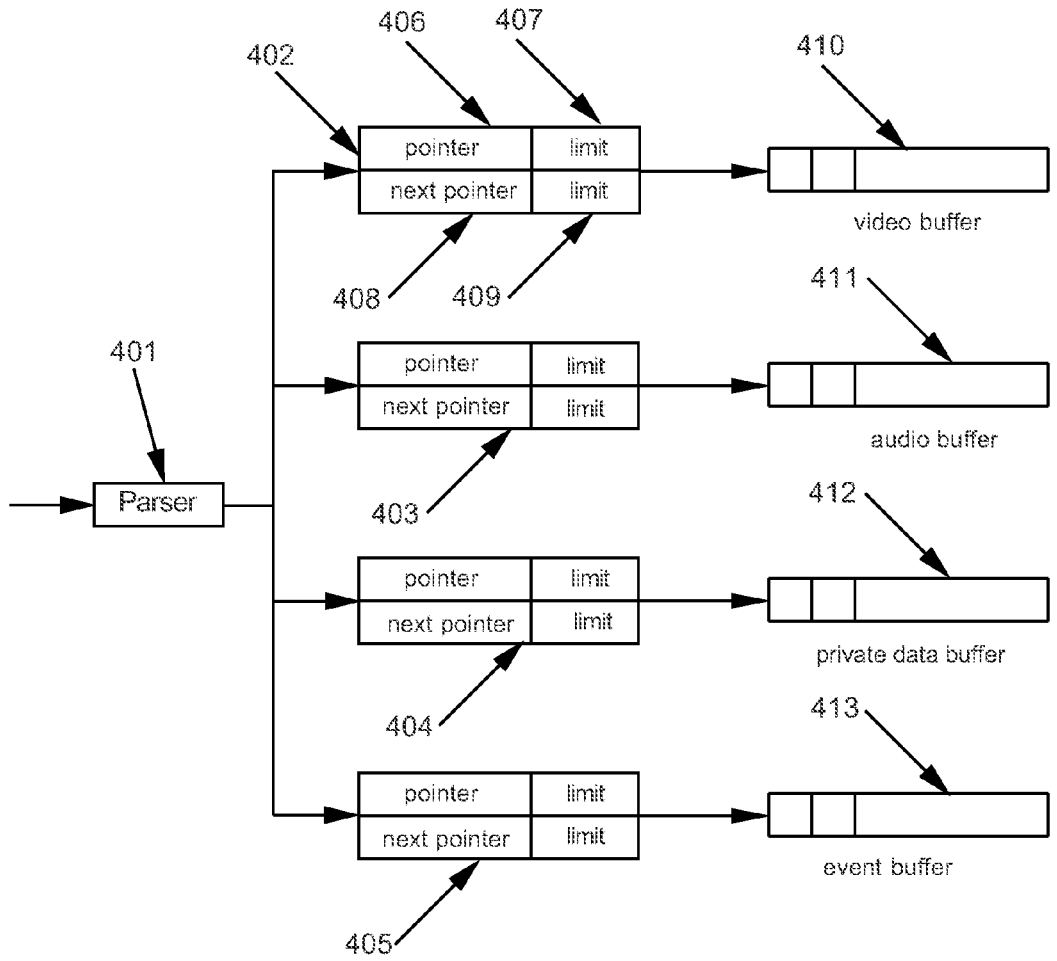 406
407
410
402
pointer
limit
next pointer
limit
video buffer
408
409
411
401
pointer
limit
next pointer
limit
audio buffer
Parser
403
412
pointer
limit
next pointer
limit
private data buffer
404
413
pointer
limit
next pointer
limit
event buffer
405